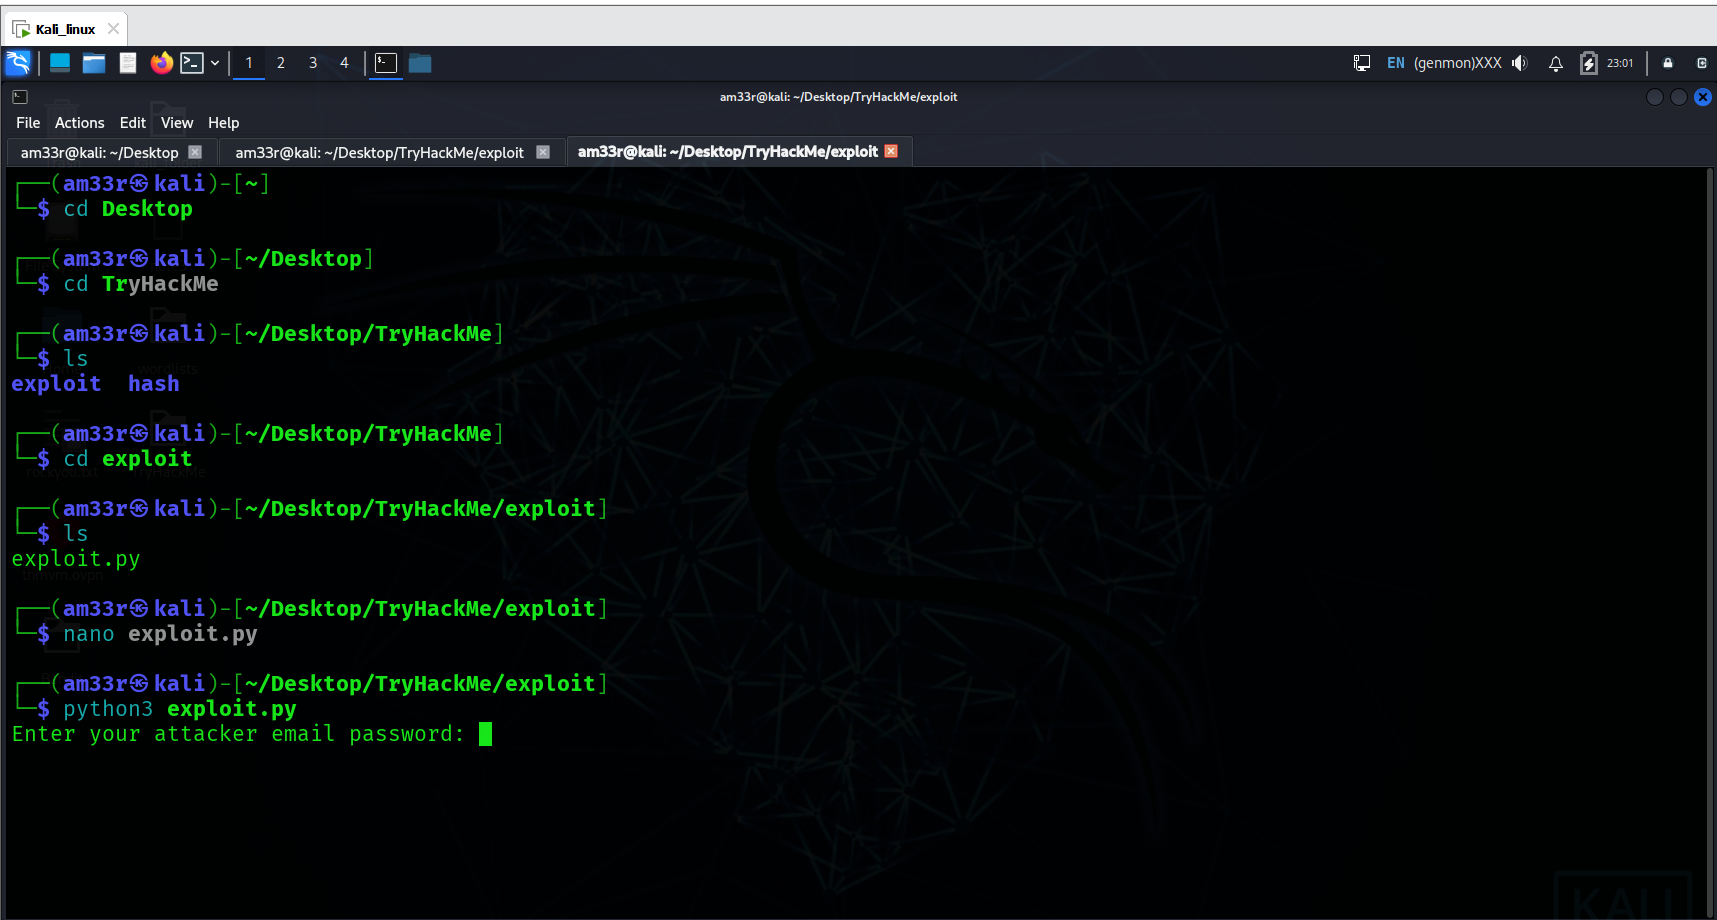 Kali_linux
1 2 3 4 EN (genmon)XXX 23:01
am33r@kali: ~/Desktop/TryHackMe/exploit
File Actions Edit View Help
am33r@kali: ~/Desktop am33r@kali: ~/Desktop/TryHackMe/exploit am33r@kali: ~/Desktop/TryHackMe/exploit
┌──(am33r㉿kali)-[~]
└─$ cd Desktop
┌──(am33r㉿kali)-[~/Desktop]
└─$ cd TryHackMe
┌──(am33r㉿kali)-[~/Desktop/TryHackMe]
└─$ ls
wordlists
exploit hash
┌──(am33r㉿kali)-[~/Desktop/TryHackMe]
└─$ cd exploit
┌──(am33r㉿kali)-[~/Desktop/TryHackMe/exploit]
└─$ ls
exploit.py
┌──(am33r㉿kali)-[~/Desktop/TryHackMe/exploit]
└─$ nano exploit.py
┌──(am33r㉿kali)-[~/Desktop/TryHackMe/exploit]
└─$ python3 exploit.py
Enter your attacker email password:
KALI